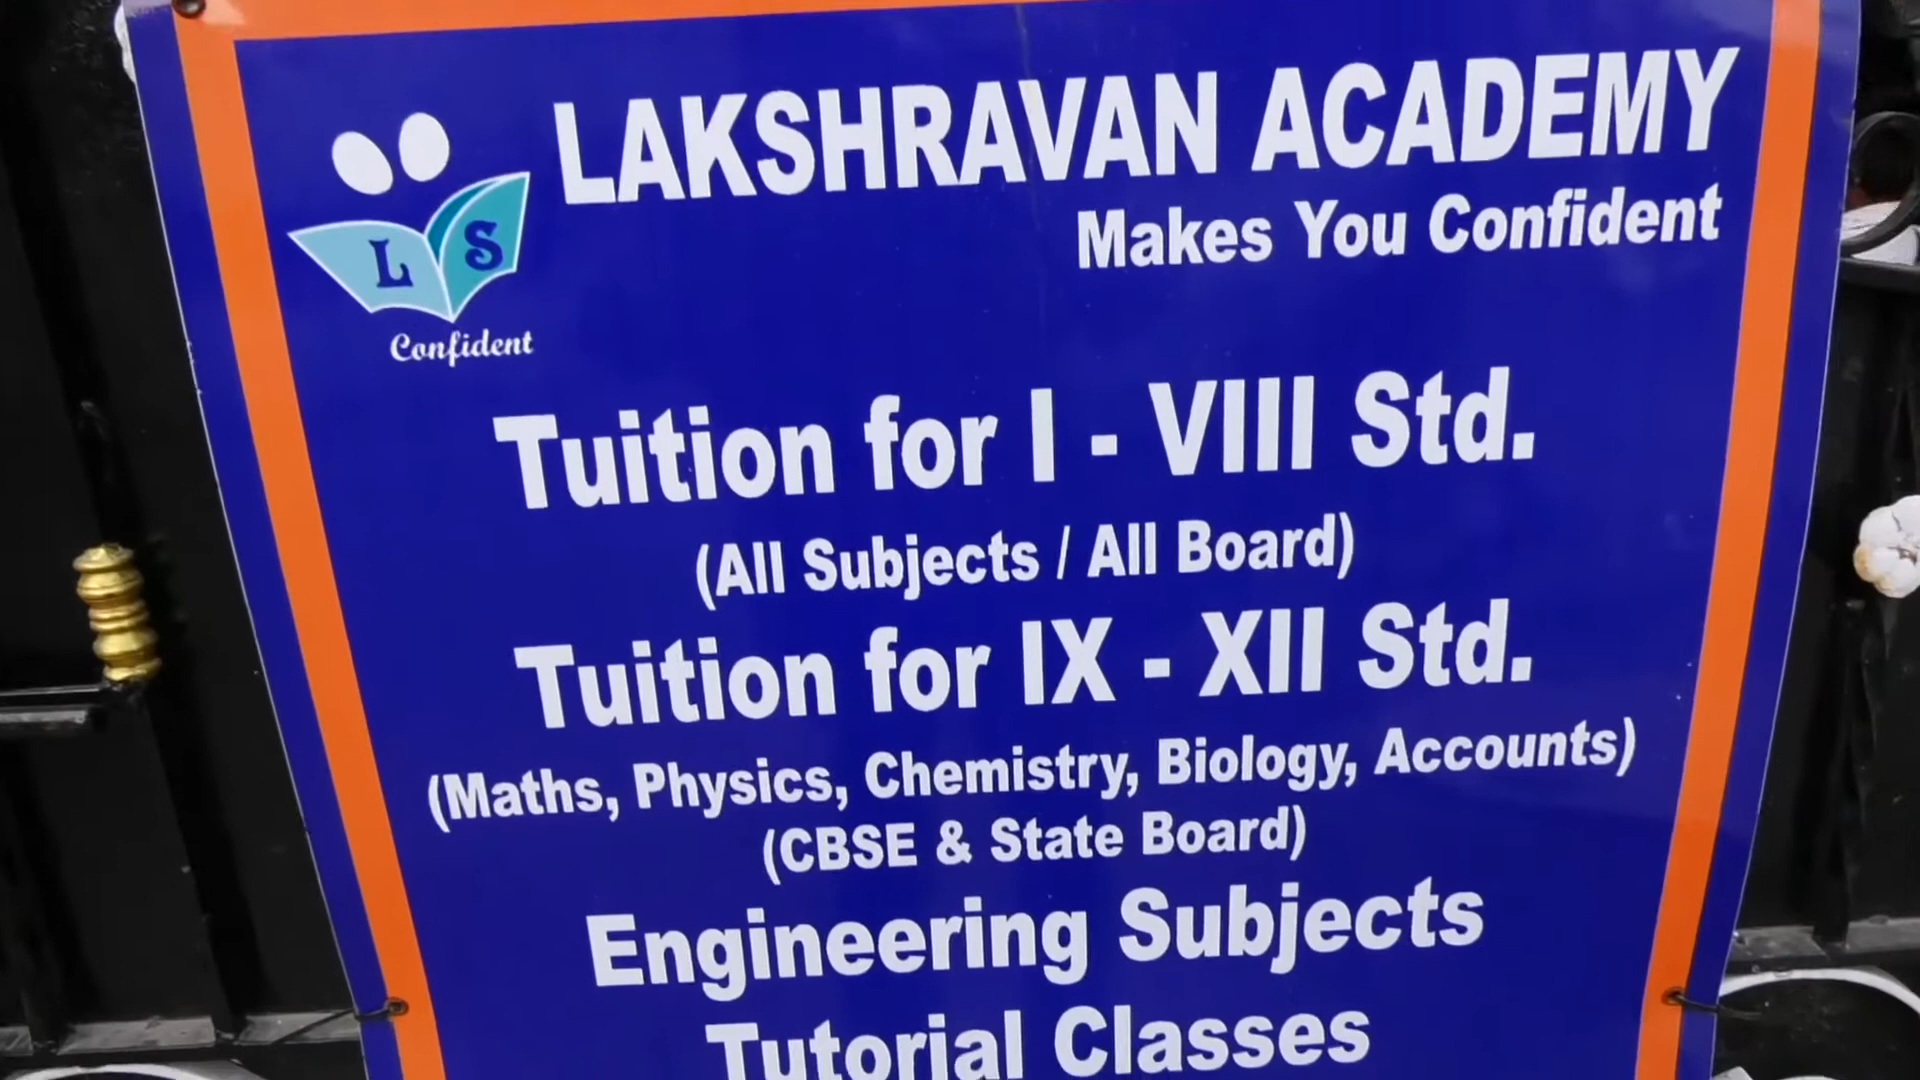 LAKSHRAVAN ACADEMY
Makes You Confident
L S
Confident
Tuition for I - VIII Std.
(All Subjects / All Board)
Tuition for IX - XII Std.
(Maths, Physics, Chemistry, Biology, Accounts)
(CBSE & State Board)
Engineering Subjects
Tutorial Classes